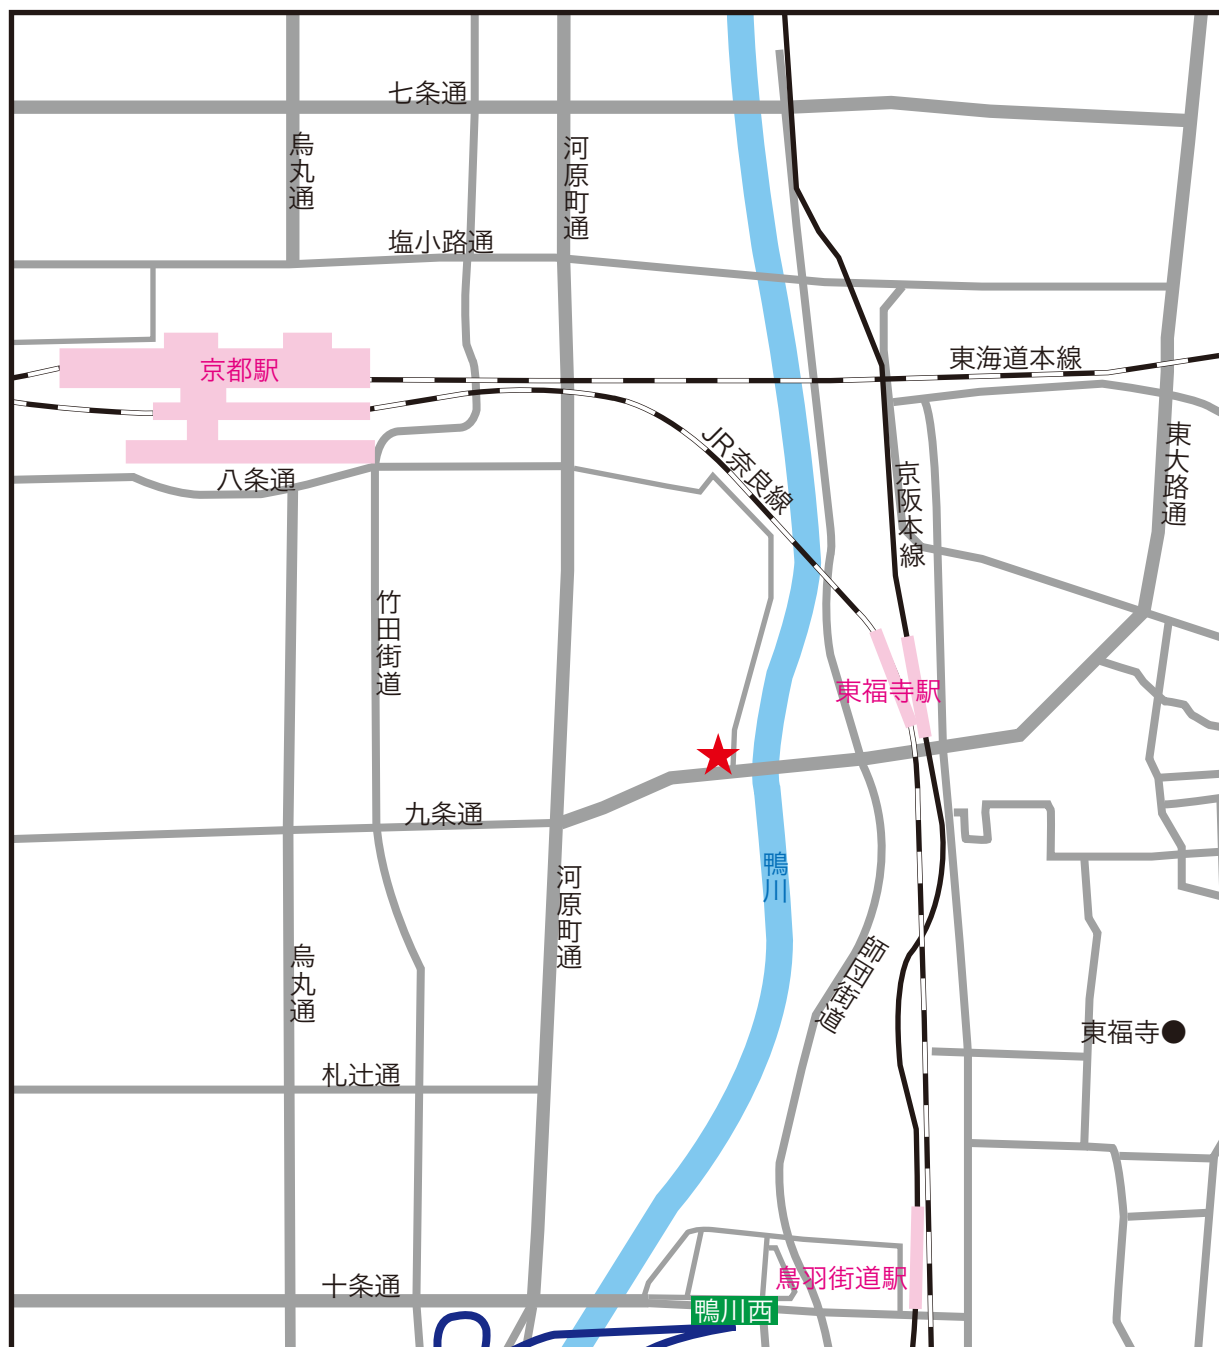 七条通
烏丸通
河原町通
塩小路通
東海道本線
京都駅
JR奈良線
東大路通
京阪本線
八条通
竹田街道
東福寺駅
九条通
鴨川
河原町通
師団街道
烏丸通
東福寺
札辻通
鳥羽街道駅
十条通
鴨川西